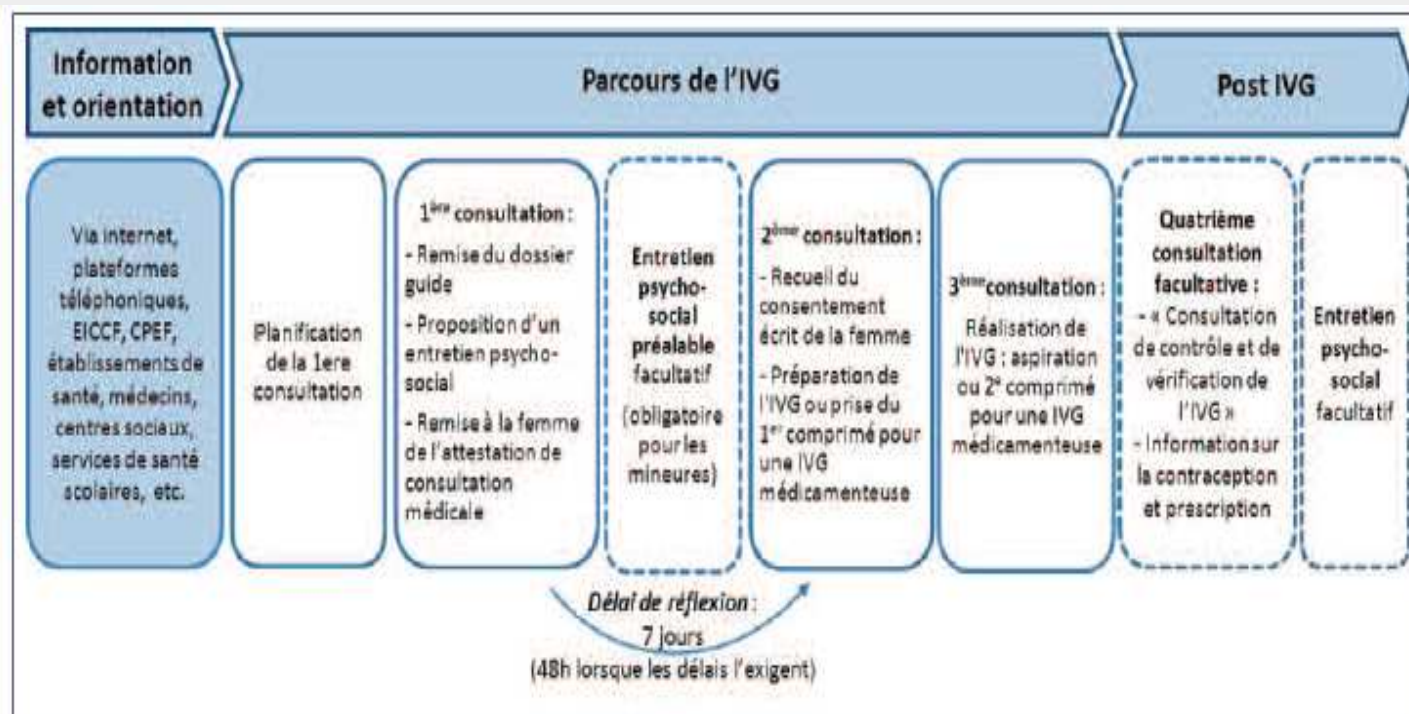 Information
et orientation
Parcours de l'IVG
Post IVG
Via internet,
plateformes
téléphoniques,
EICCF, CPEF,
établissements de
santé, médecins,
centres sociaux,
services de santé
scolaires, etc.
Planification
de la 1ere
consultation
1ère consultation :
- Remise du dossier
guide
- Proposition d'un
entretien psycho-
social
- Remise à la femme
de l'attestation de
consultation
médicale
Entretien
psycho-
social
préalable
facultatif
(obligatoire
pour les
mineures)
2ème consultation :
- Recueil du
consentement
écrit de la femme
- Préparation de
l'IVG ou prise du
1er comprimé pour
une IVG
médicamenteuse
3ème consultation :
Réalisation de
l'IVG : aspiration
ou 2e comprimé
pour une IVG
médicamenteuse
Quatrième
consultation
facultative :
- « Consultation
de contrôle et de
vérification de
l'IVG »
- Information sur
la contraception
et prescription
Entretien
psycho-
social
facultatif
Délai de réflexion :
7 jours
(48h lorsque les délais l'exigent)